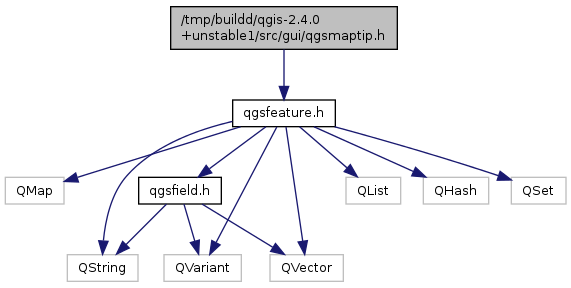 /tmp/buildd/qgis-2.4.0
+unstable1/src/gui/qgsmaptip.h
qgsfeature.h
QMap
qgsfield.h
QList
QHash
QSet
QString
QVariant
QVector